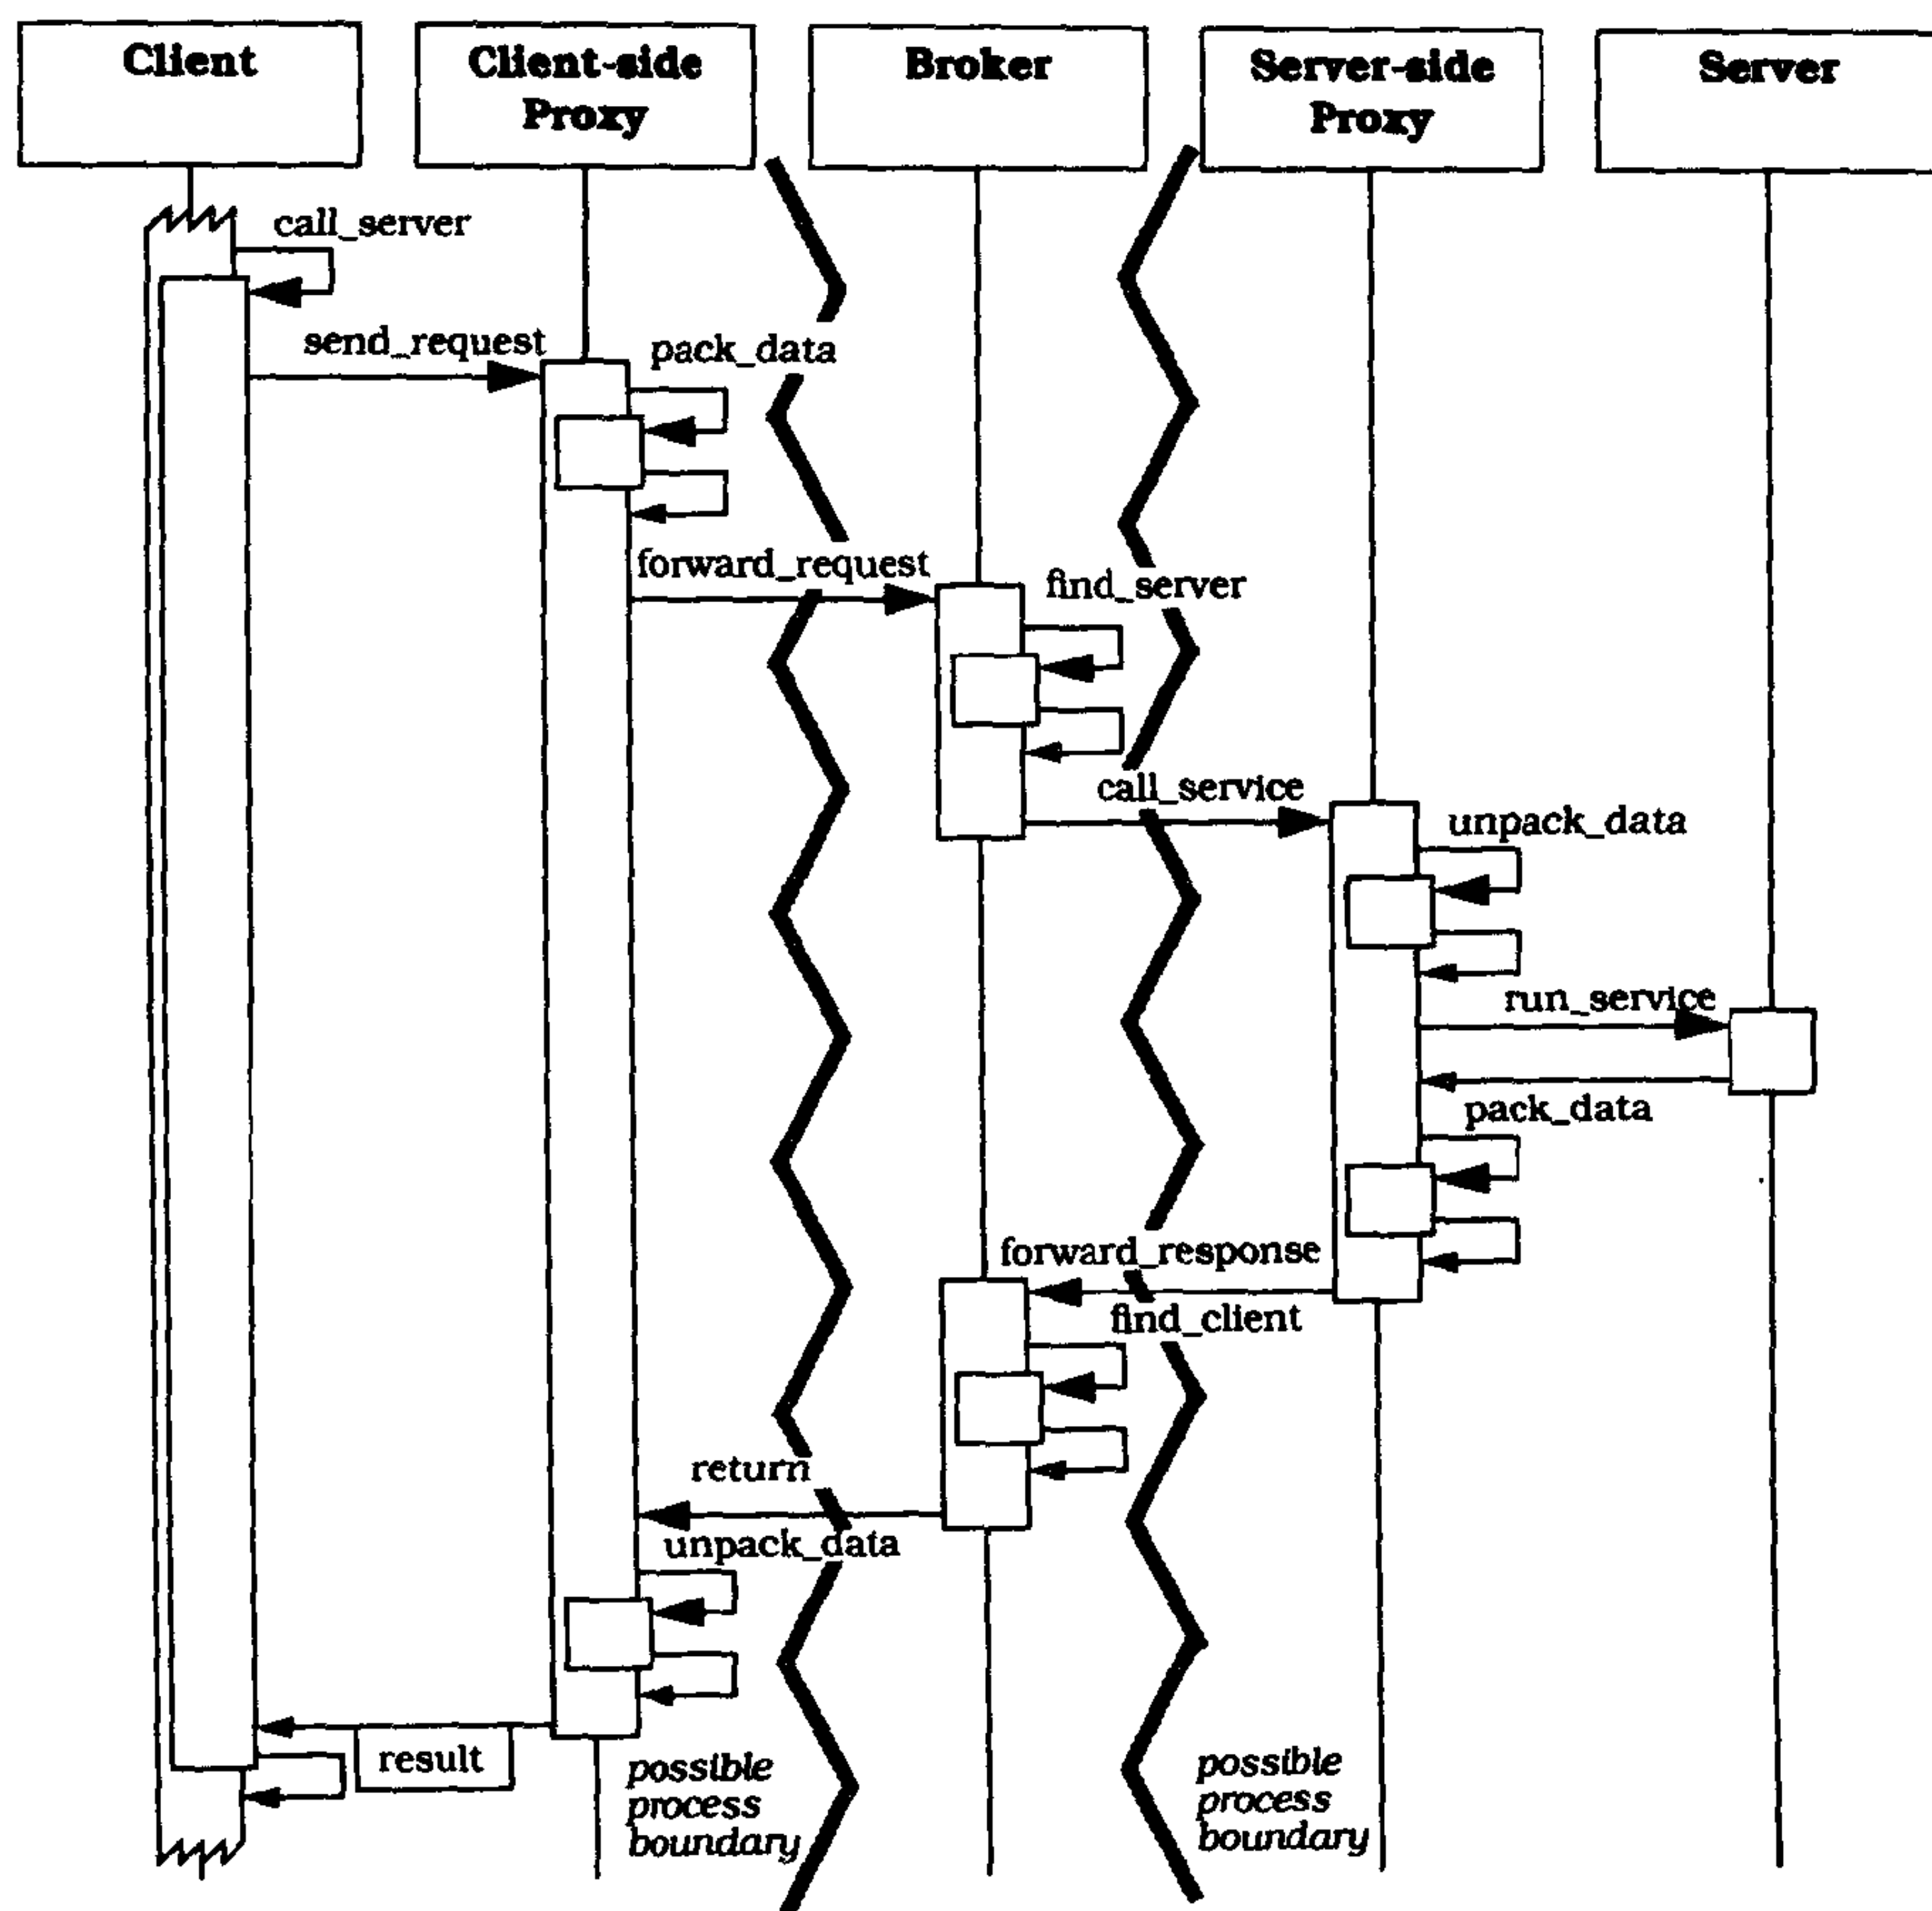 Client
Client-side
Proxy
Broker
Server-side
Proxy
Server
call_server
send_request
pack_data
forward_request
find_server
call_service
unpack_data
run_service
pack_data
forward_response
find_client
return
unpack_data
result
possible
process
boundary
possible
process
boundary